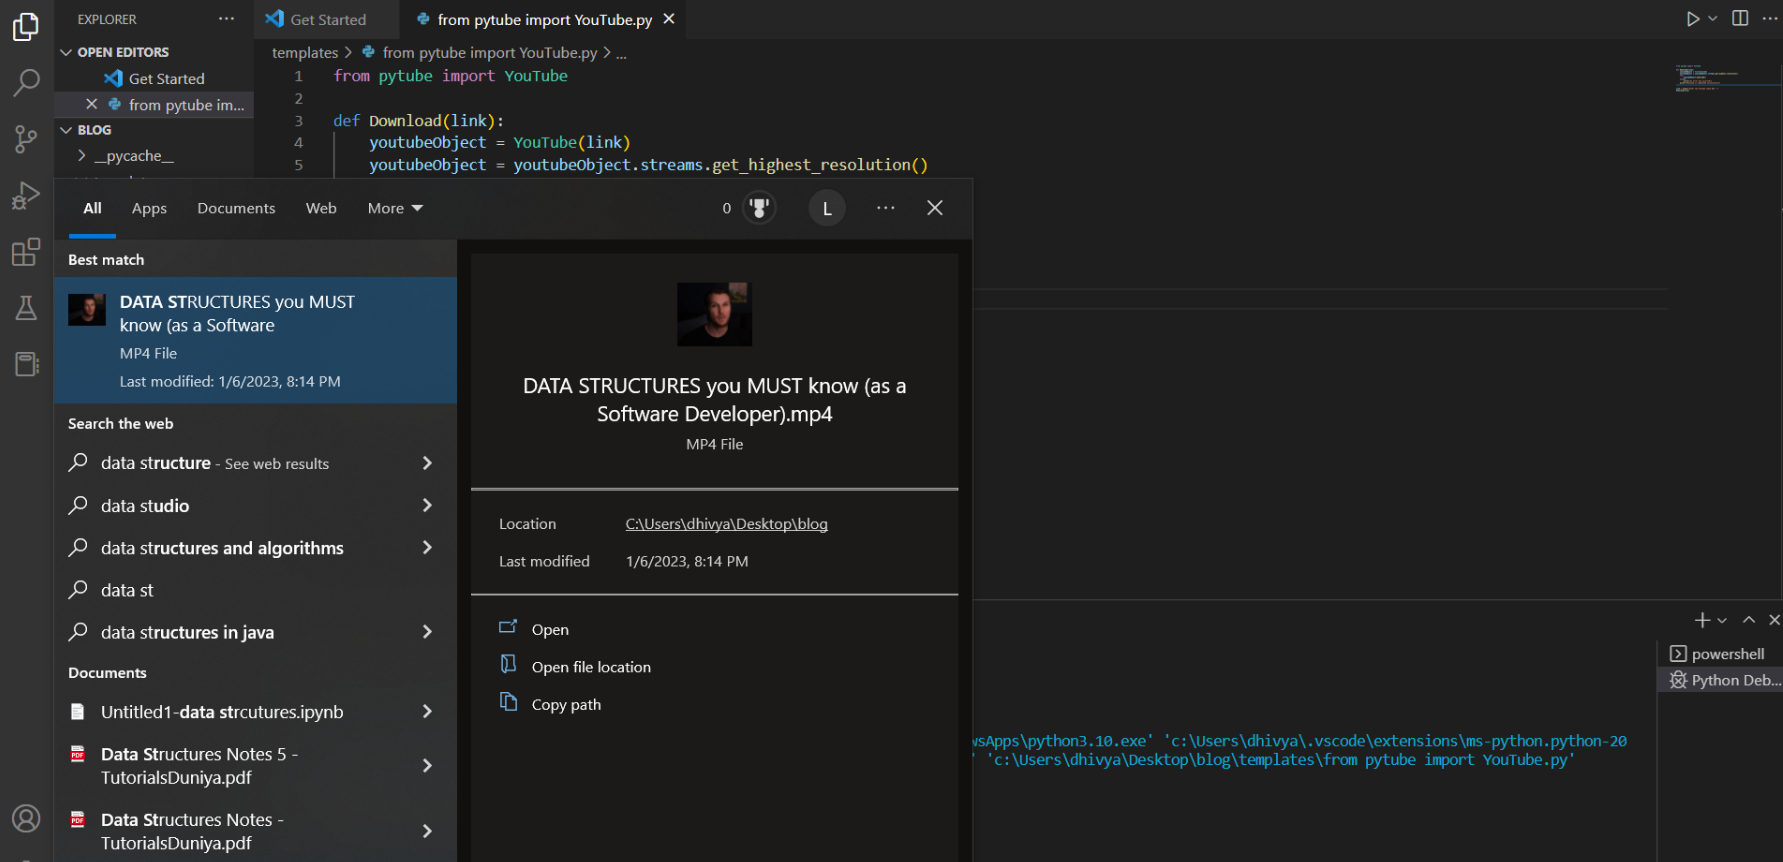 EXPLORER
Get Started
from pytube import YouTube.py
OPEN EDITORS
Get Started
from pytube im...
BLOG
__pycache__
templates > from pytube import YouTube.py > ...
1 from pytube import YouTube
2
3 def Download(link):
4 youtubeObject = YouTube(link)
5 youtubeObject = youtubeObject.streams.get_highest_resolution()
All Apps Documents Web More
0
L
Best match
DATA STRUCTURES you MUST
know (as a Software
MP4 File
Last modified: 1/6/2023, 8:14 PM
Search the web
data structure - See web results
data studio
data structures and algorithms
data st
data structures in java
Documents
Untitled1-data strcutures.ipynb
Data Structures Notes 5 -
TutorialsDuniya.pdf
Data Structures Notes -
TutorialsDuniya.pdf
DATA STRUCTURES you MUST know (as a
Software Developer).mp4
MP4 File
Location C:\Users\dhivya\Desktop\blog
Last modified 1/6/2023, 8:14 PM
Open
Open file location
Copy path
powershell
Python Deb...
wsApps\python3.10.exe' 'c:\Users\dhivya\.vscode\extensions\ms-python.python-20
' 'c:\Users\dhivya\Desktop\blog\templates\from pytube import YouTube.py'